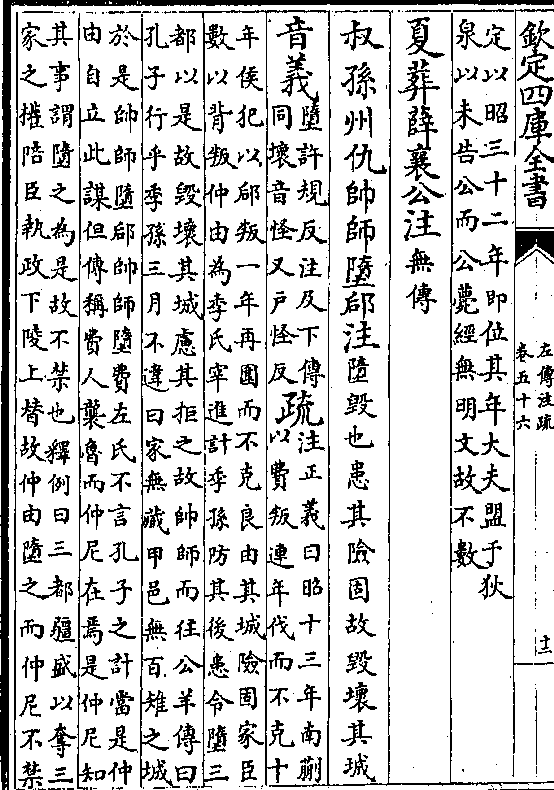 欽定四庫全書
左傳注疏
卷五十六
定以昭三十二年即位其年大夫盟于狄
泉以未告公而公薨經無明文故不數
夏葬薛襄公注無傳
叔孫州仇帥師墮郈注墮毀也患其險固故毀壞其城
音義墮許規反注及下傳
同壞音怪又戶怪反
疏注正義曰昭十三年南蒯
以費叛連年伐而不克十
年侯犯以郈叛一年再圍而不克良由其城險固家臣
數以背叛仲由為季氏宰進計季孫防其後患令墮三
都以是故毀壞其城慮其拒之故帥師而往公羊傳曰
孔子行乎季孫三月不違曰家無藏甲邑無百雉之城
於是帥師墮郈帥師墮費左氏不言孔子之計當是仲
由自立此謀但傳稱費人襲魯而仲尼在焉是仲尼知
其事謂墮之為是故不禁也釋例曰三都疆盛以奪三
家之權陪臣執政下陵上替故仲由墮之而仲尼不禁